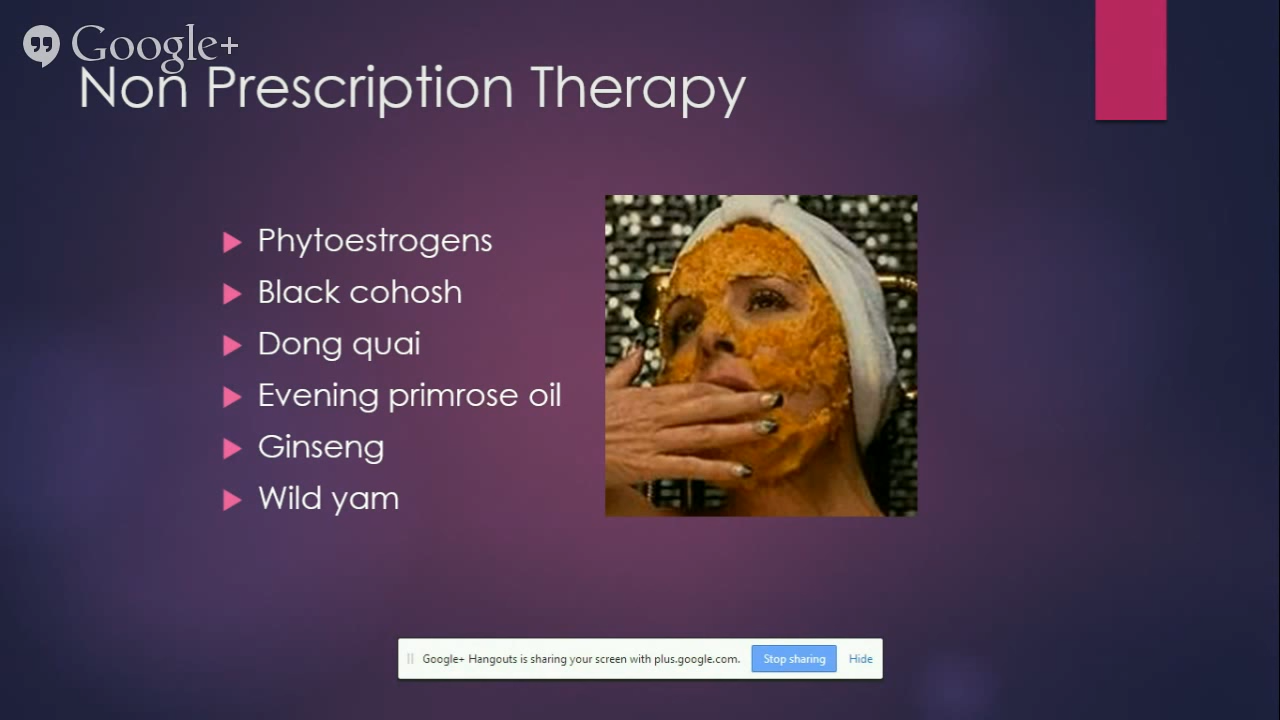 Google+
Non Prescription Therapy
Phytoestrogens
Black cohosh
Dong quai
Evening primrose oil
Ginseng
Wild yam
Google+ Hangouts is sharing your screen with plus.google.com. Stop sharing Hide